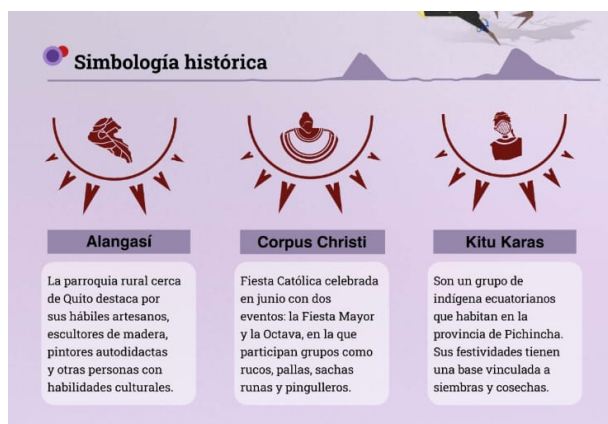 Simbología histórica
Alangasí
La parroquia rural cerca
de Quito destaca por
sus hábiles artesanos,
escultores de madera,
pintores autodidactas
y otras personas con
habilidades culturales.
Corpus Christi
Fiesta Católica celebrada
en junio con dos
eventos: la Fiesta Mayor
y la Octava, en la que
participan grupos como
rucos, pallas, sachas
runas y pingulleros.
Kitu Karas
Son un grupo de
indígena ecuatorianos
que habitan en la
provincia de Pichincha.
Sus festividades tienen
una base vinculada a
siembras y cosechas.